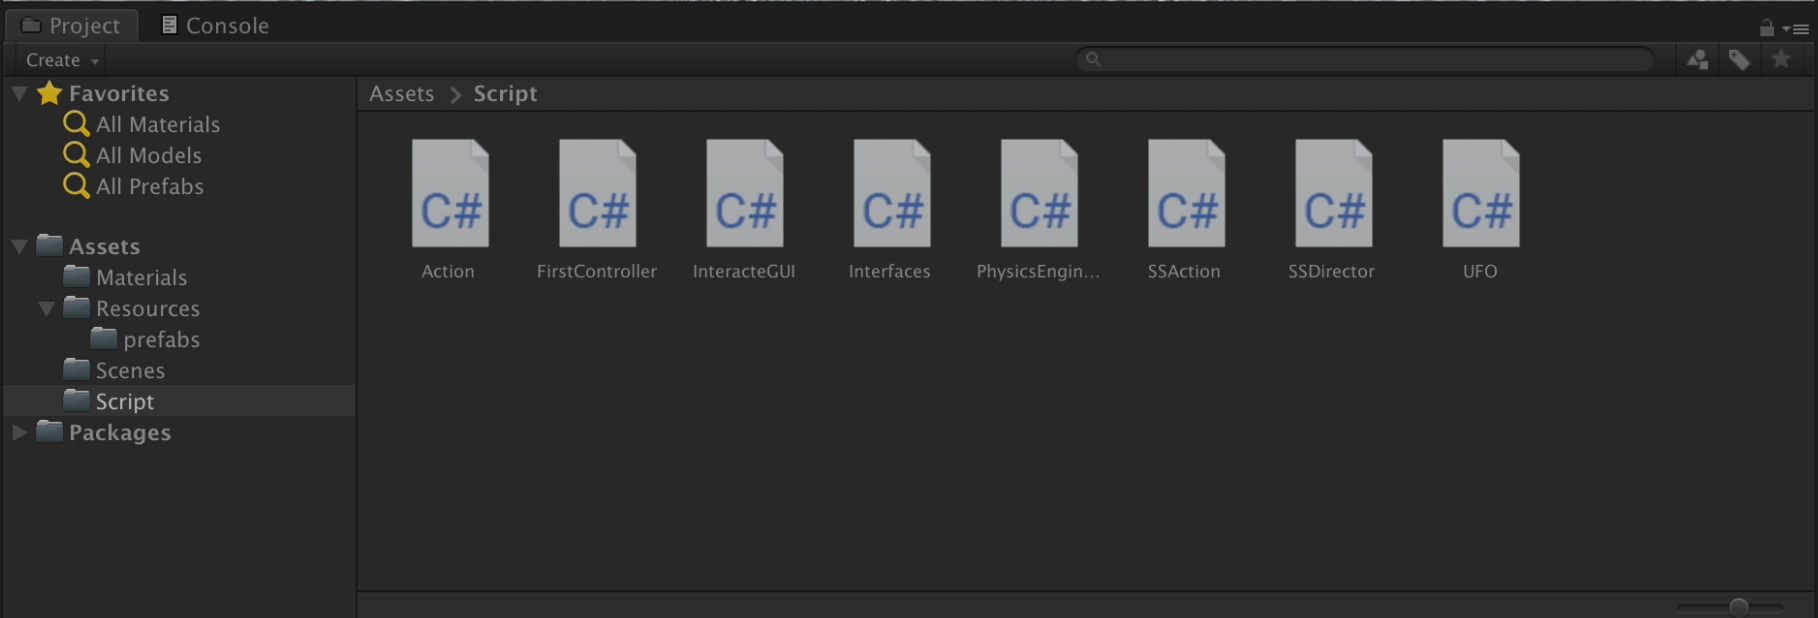 Project Console
Create
Favorites
All Materials
All Models
All Prefabs
Assets
Materials
Resources
prefabs
Scenes
Script
Packages
Assets > Script
C# C# C# C# C# C# C# C#
Action FirstController InteracteGUI Interfaces PhysicsEngin... SSAction SSDirector UFO